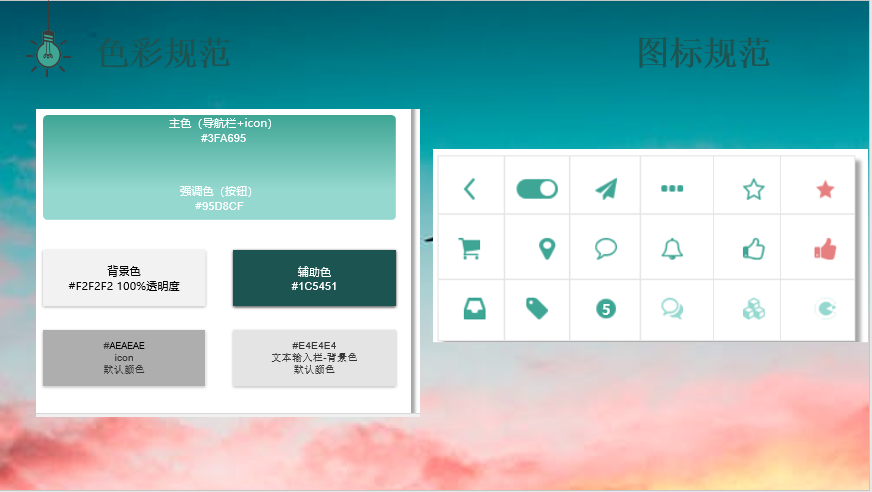 色彩规范
图标规范
主色（导航栏+icon）
#3FA695
强调色（按钮）
#95D8CF
背景色
#F2F2F2 100%透明度
辅助色
#1C5451
#AEAEAE
icon
默认颜色
#E4E4E4
文本输入栏-背景色
默认颜色
5